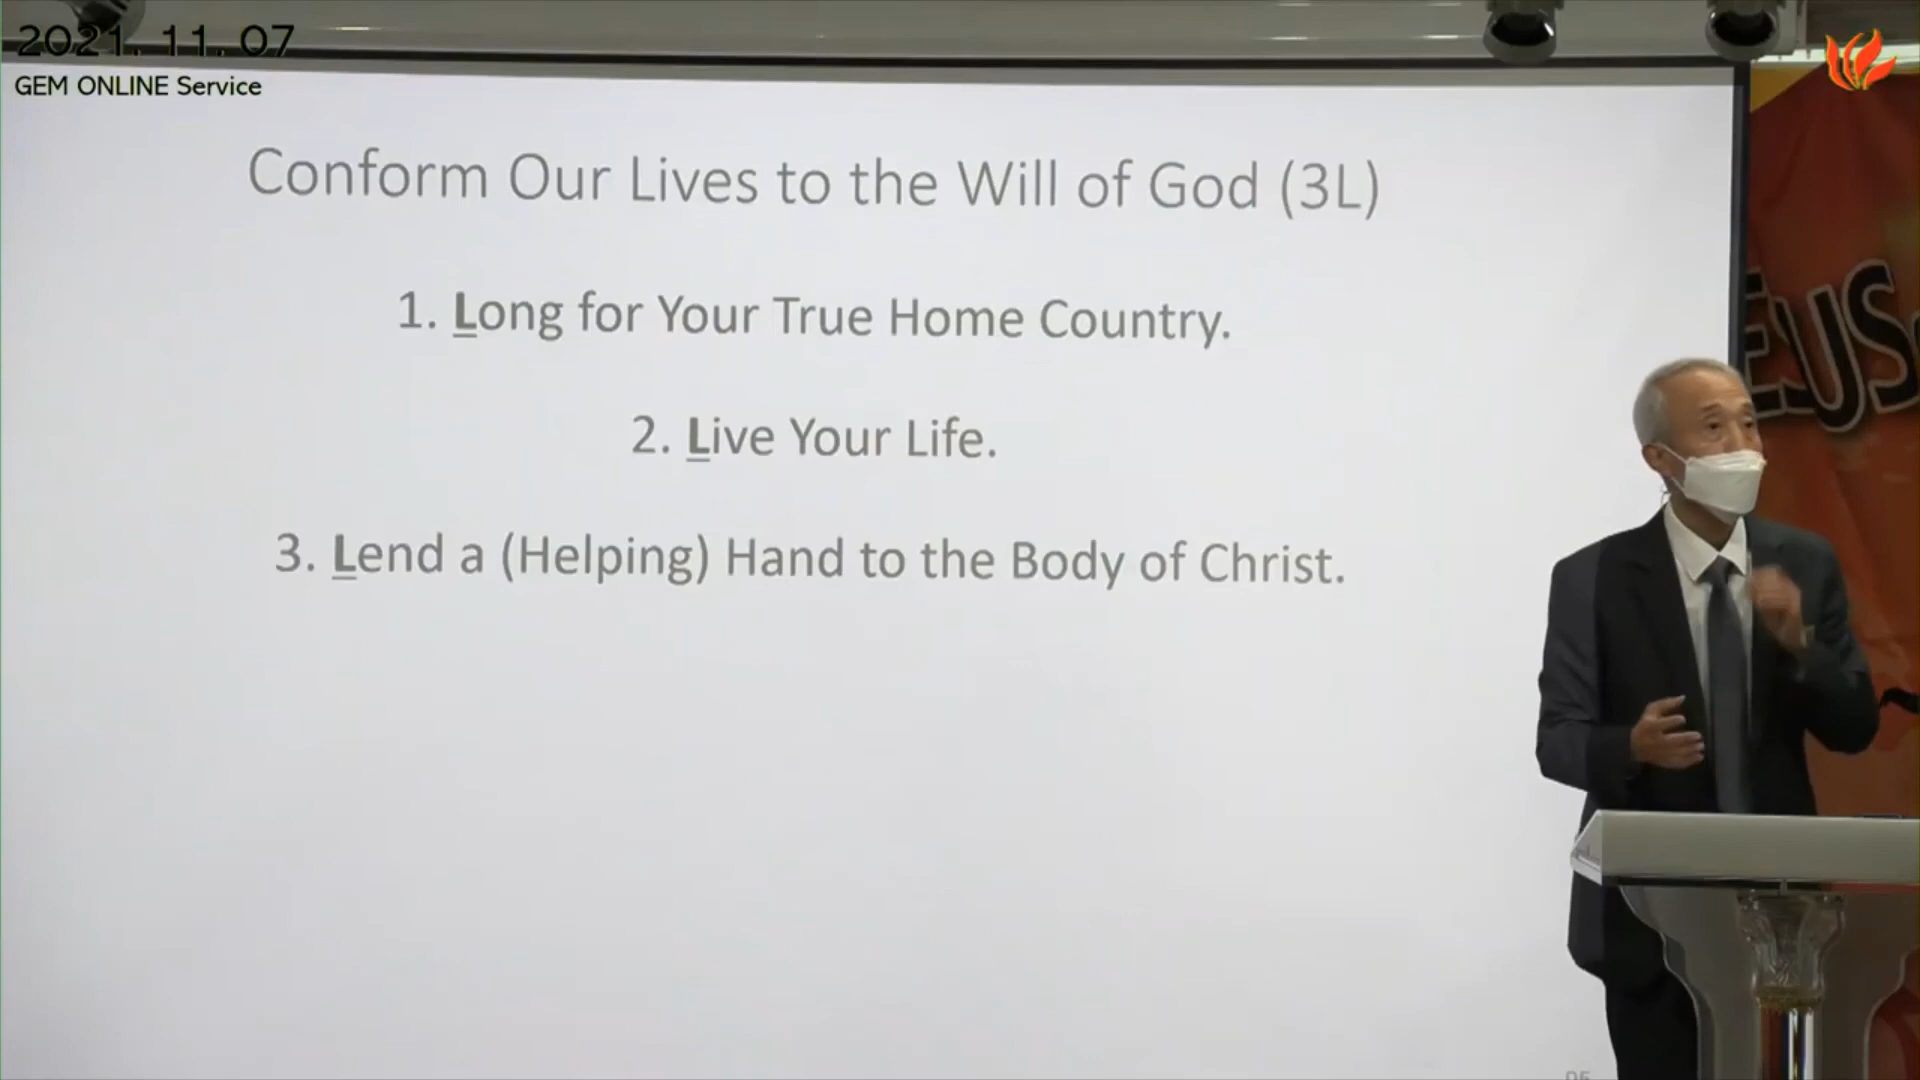 2021. 11. 07
GEM ONLINE Service
Conform Our Lives to the Will of God (3L)
1. Long for Your True Home Country.
2. Live Your Life.
3. Lend a (Helping) Hand to the Body of Christ.
EUS